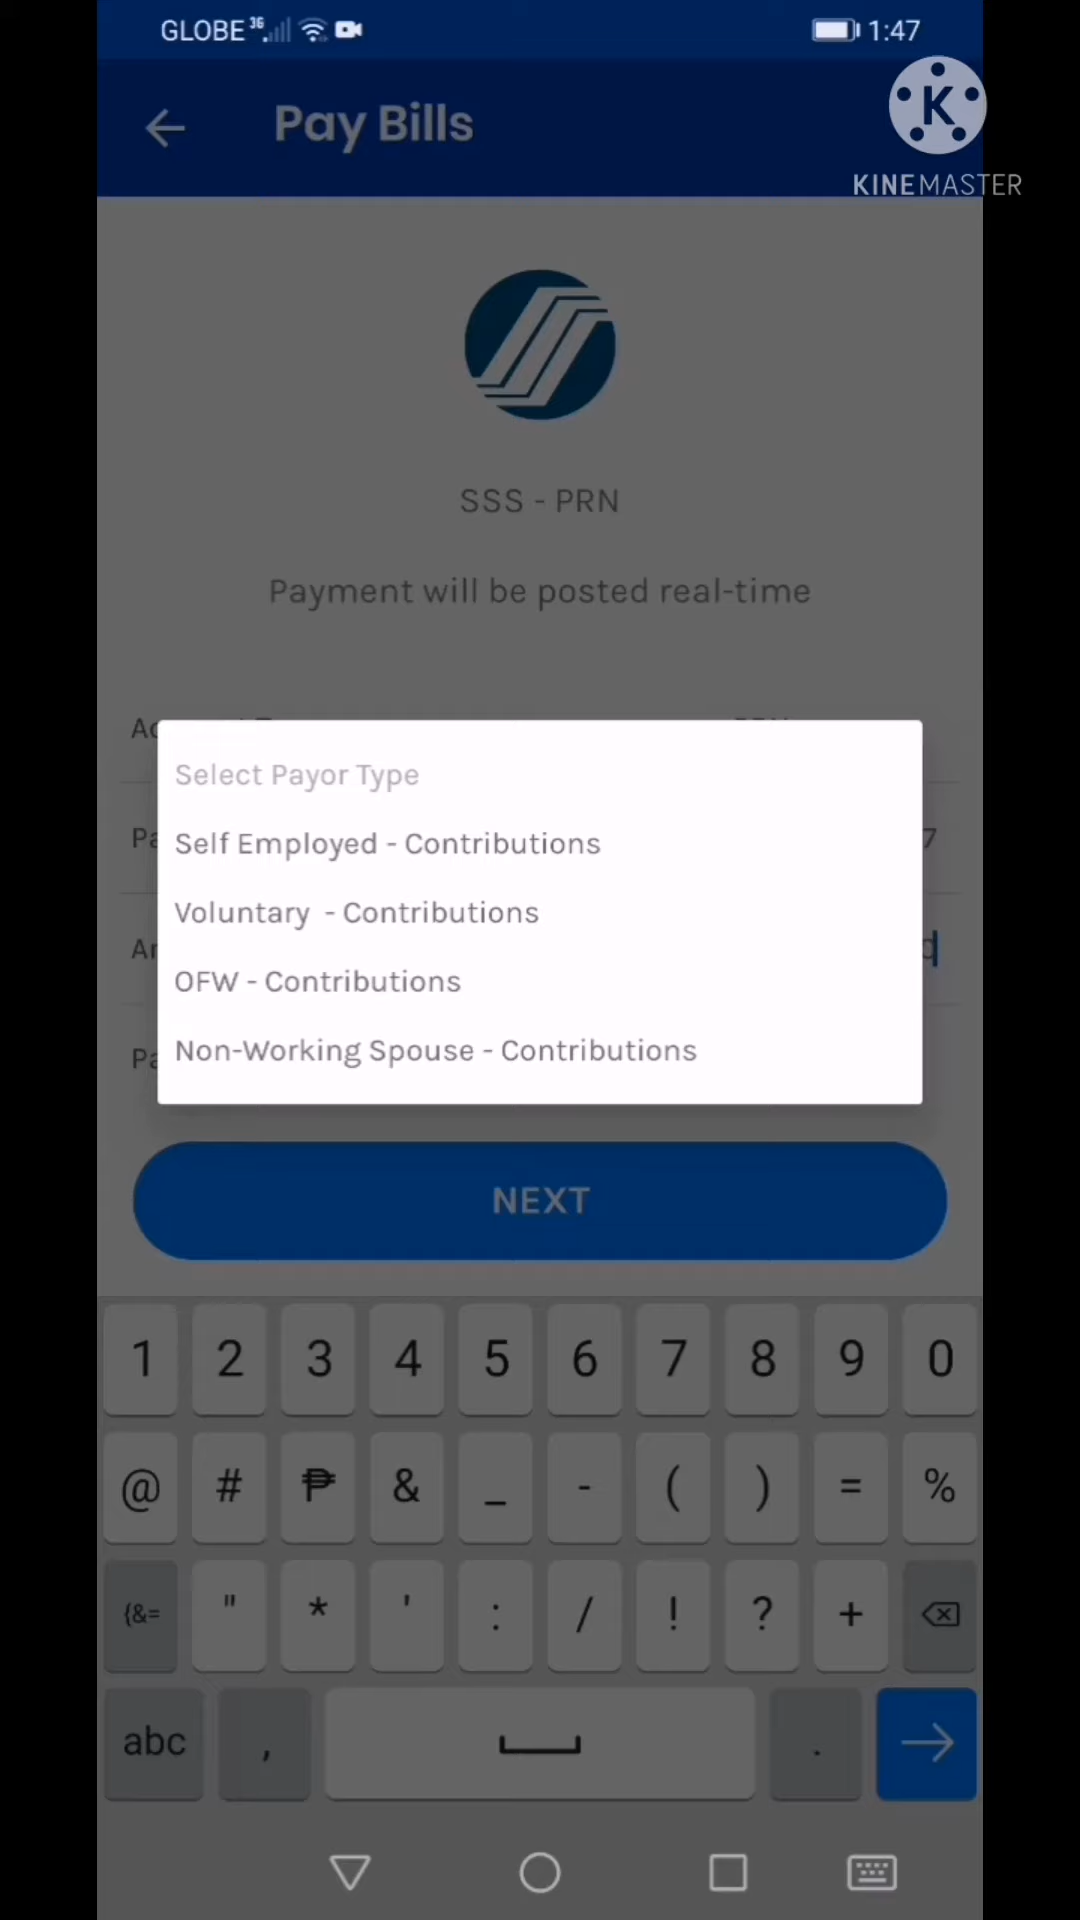 GLOBE 3G 1:47
Pay Bills
K
KINEMASTER
SSS - PRN
Payment will be posted real-time
Select Payor Type
Self Employed - Contributions
7
Voluntary - Contributions
OFW - Contributions
Non-Working Spouse - Contributions
NEXT
1 2 3 4 5 6 7 8 9 0
@ # ₱ & _ - ( ) = %
{&= " * ' : / ! ? +
abc , .